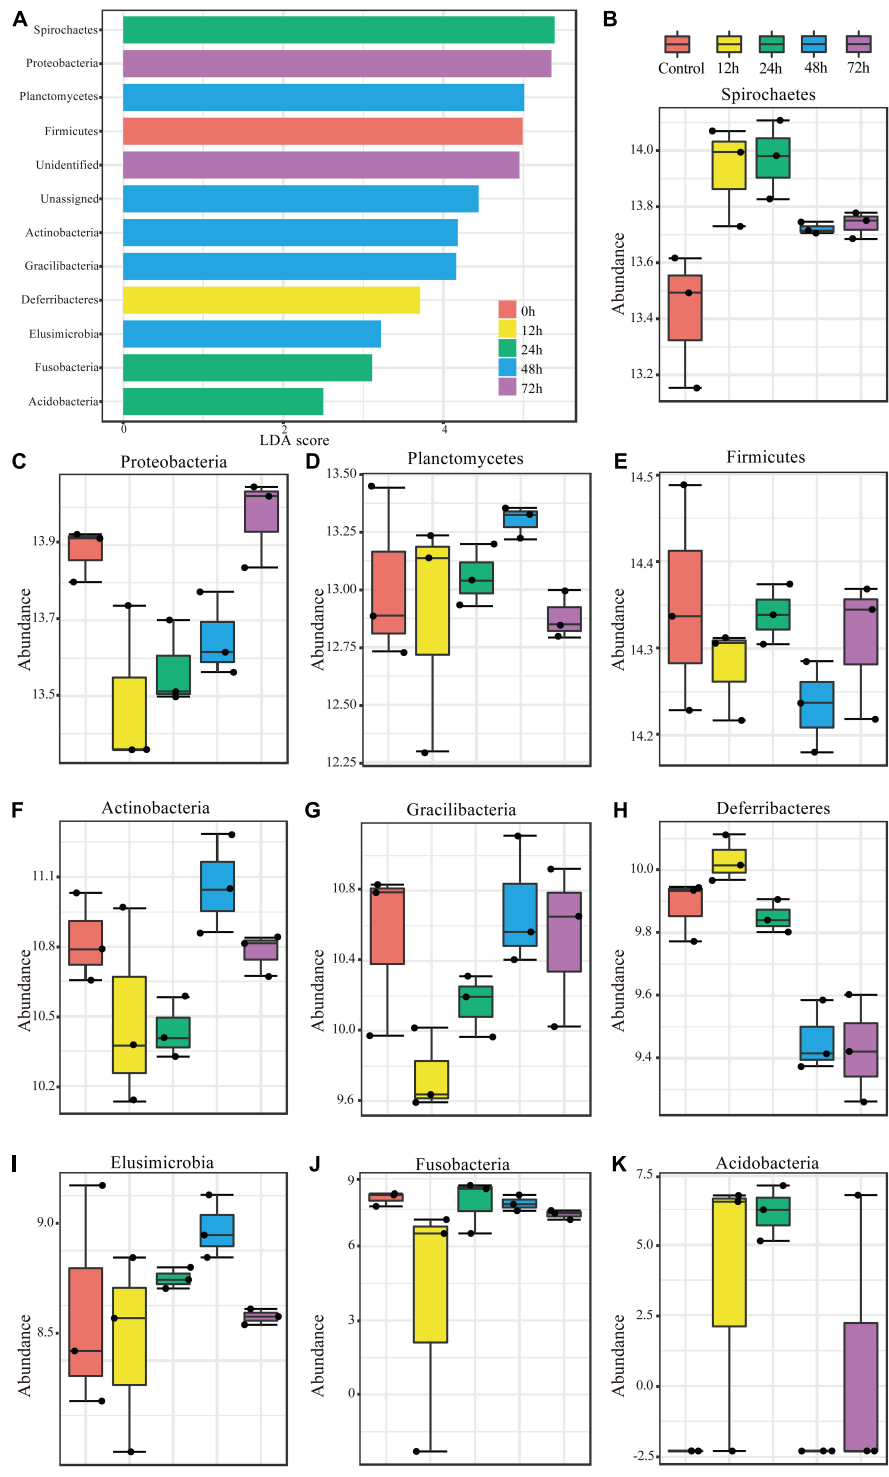 A
Spirochaetes
Proteobacteria
Planctomycetes
Firmicutes
Unidentified
Unassigned
Actinobacteria
Gracilibacteria
Deferribacteres
Elusimicrobia
Fusobacteria
Acidobacteria
0h
12h
24h
48h
72h
0 2 4
LDA score
B
Control 12h 24h 48h 72h
Spirochaetes
Abundance
14.0
13.8
13.6
13.4
13.2
C
Proteobacteria
Abundance
13.9
13.7
13.5
D
Planctomycetes
Abundance
13.50
13.25
13.00
12.75
12.50
12.25
E
Firmicutes
Abundance
14.5
14.4
14.3
14.2
F
Actinobacteria
Abundance
11.1
10.8
10.5
10.2
G
Gracilibacteria
Abundance
10.8
10.4
10.0
9.6
H
Deferribacteres
Abundance
10.0
9.8
9.6
9.4
I
Elusimicrobia
Abundance
9.0
8.5
J
Fusobacteria
Abundance
9
6
3
0
K
Acidobacteria
Abundance
7.5
5.0
2.5
0.0
-2.5